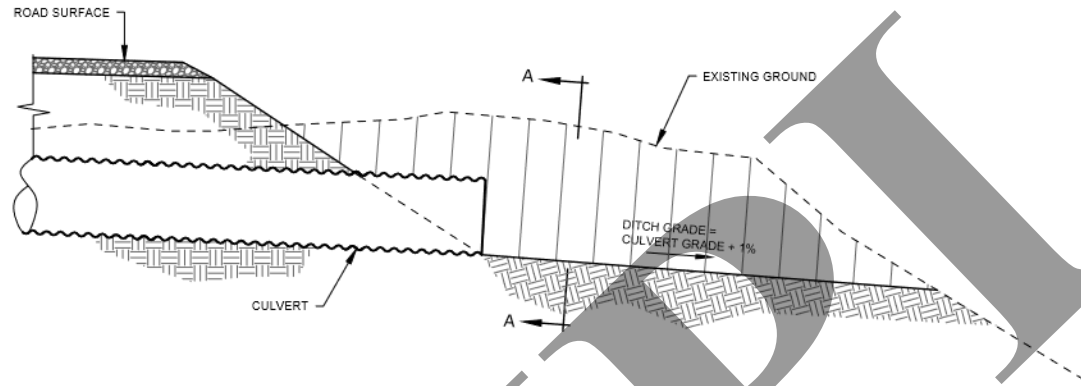 ROAD SURFACE
A
EXISTING GROUND
DITCH GRADE =
CULVERT GRADE + 1%
CULVERT
A